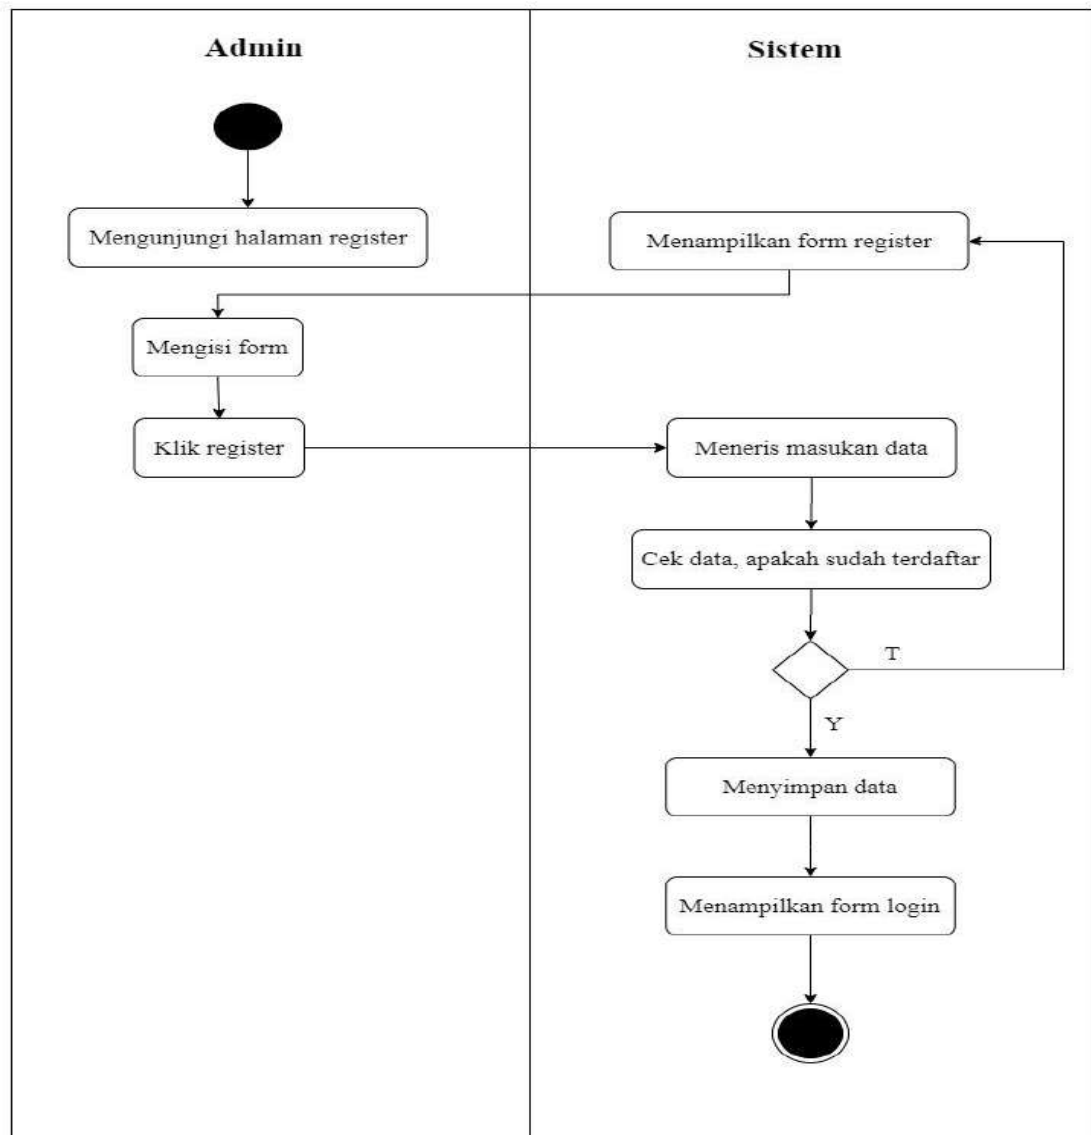 Admin
Sistem
Mengunjungi halaman register
Menampilkan form register
Mengisi form
Klik register
Meneris masukan data
Cek data, apakah sudah terdaftar
T
Y
Menyimpan data
Menampilkan form login